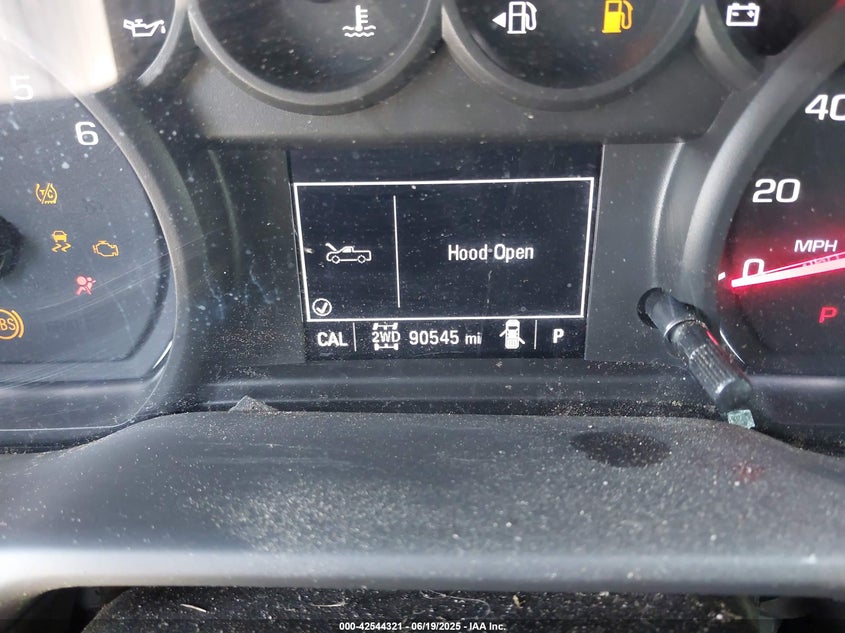 5
6
40
20
0
MPH
T/C
Hood Open
ABS
CAL 2WD 90545 mi P
P
000-42544321 - 06/19/2025 - IAA Inc.